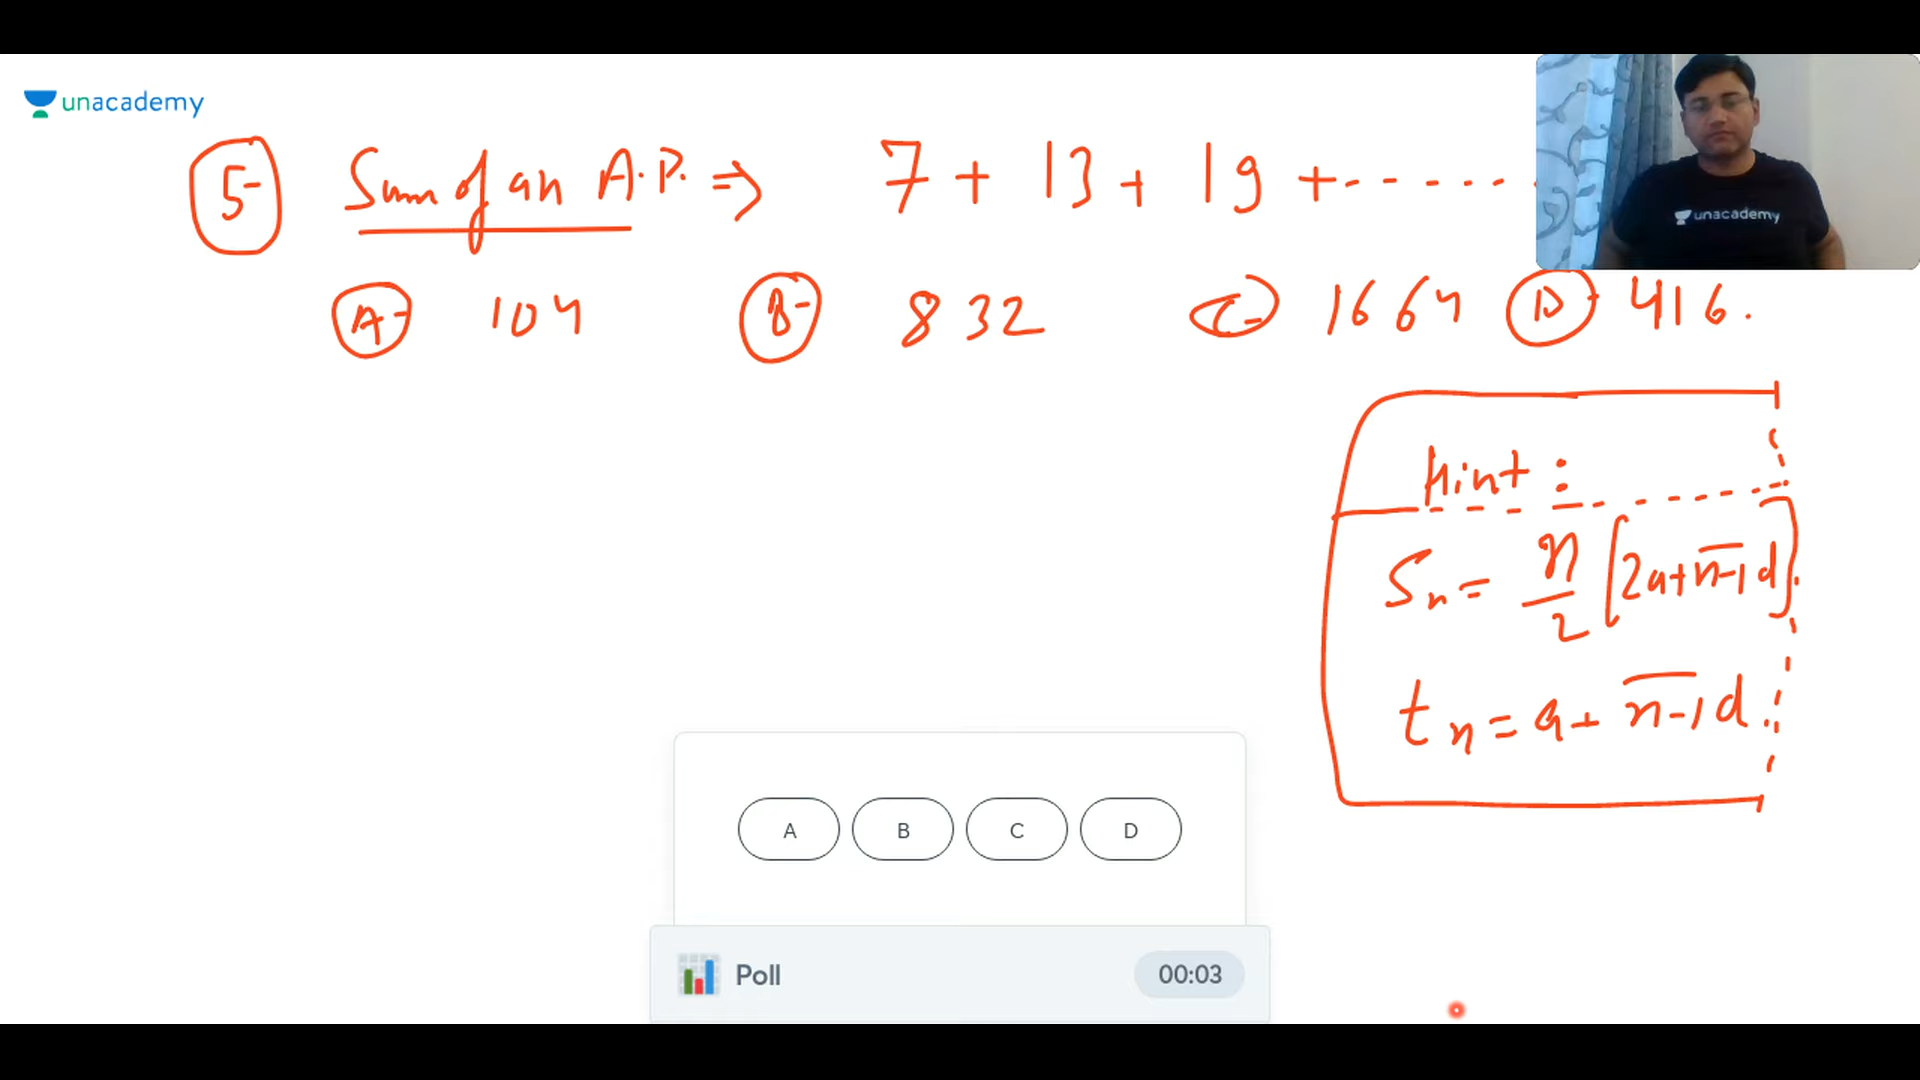 unacademy
5- Sum of an A.P. ⇒ 7 + 13 + 19 + - - - - - -
unacademy
A- 104 B- 832 C- 1664 D- 416.
Hint :
Sn = n/2 [2a + n-1 d].
tn = a + n-1 d.
A B C D
Poll 00:03